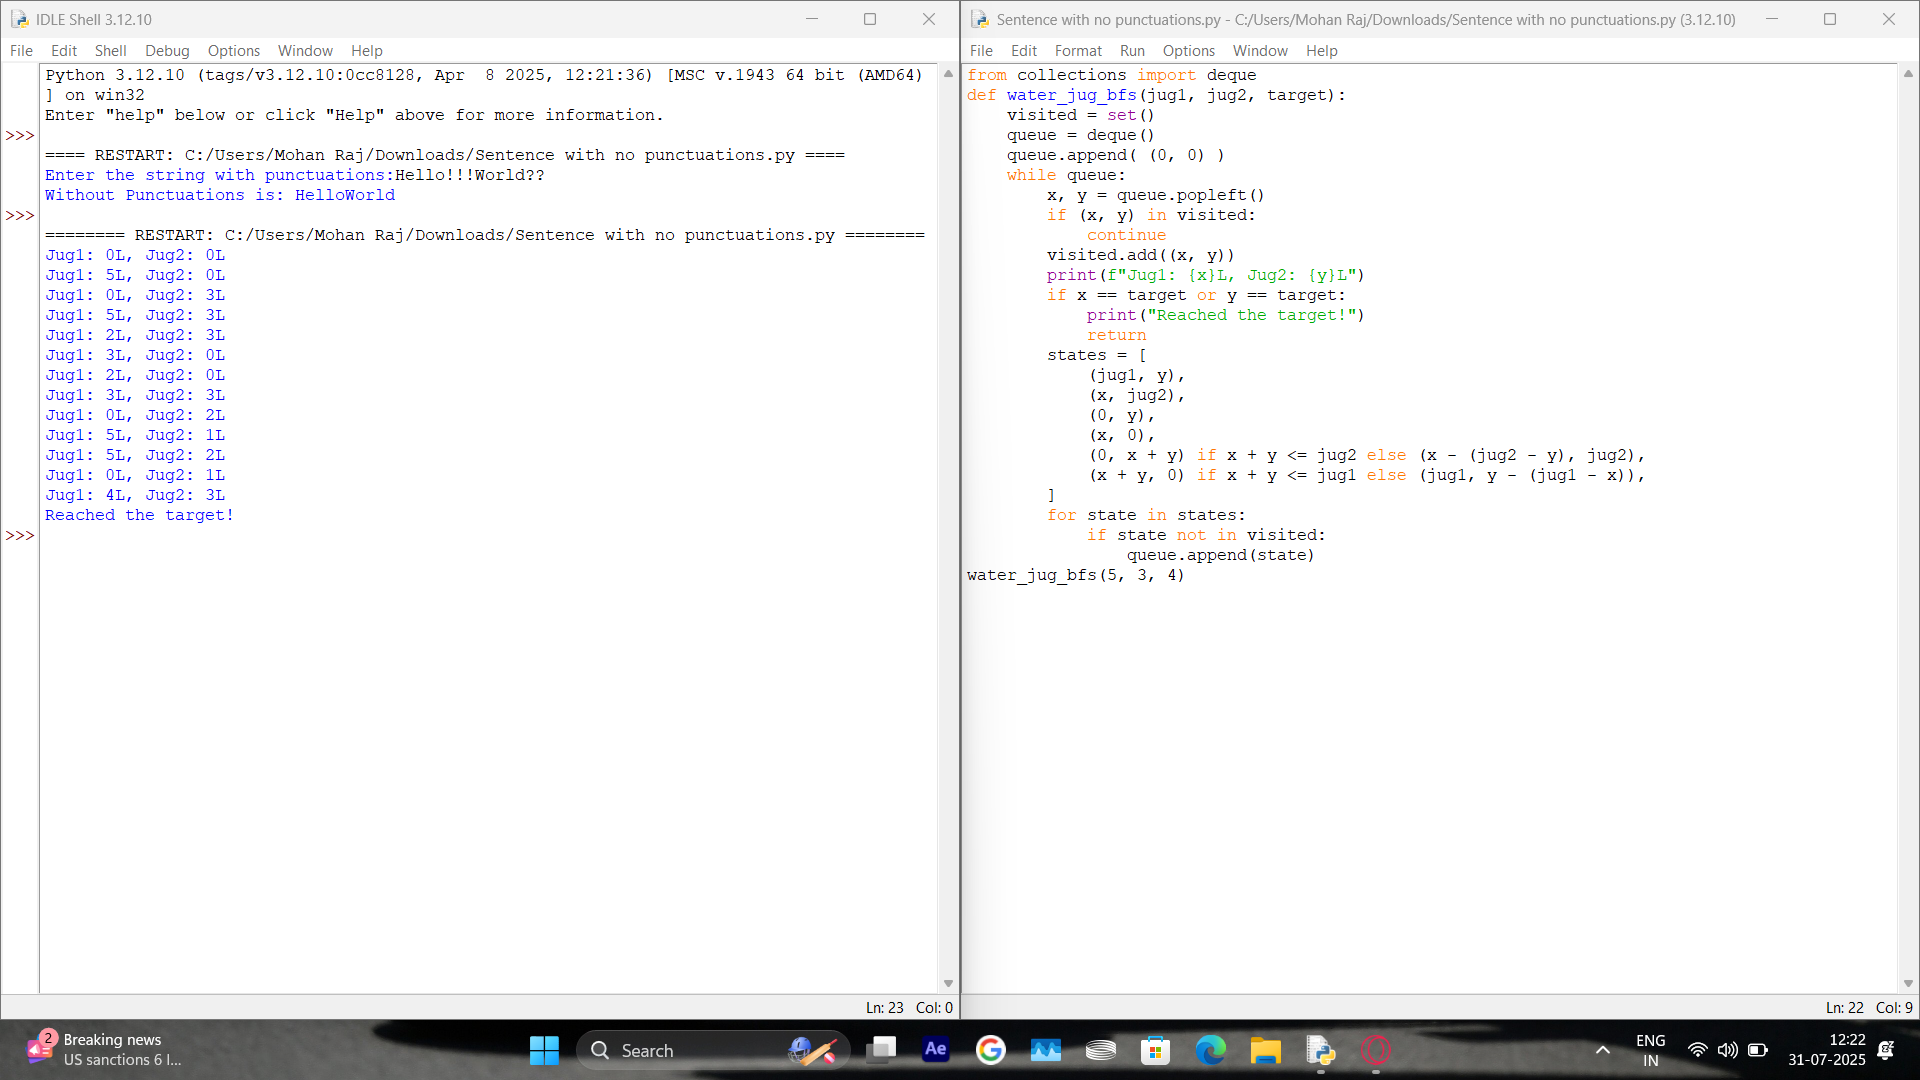 IDLE Shell 3.12.10
File Edit Shell Debug Options Window Help
Python 3.12.10 (tags/v3.12.10:0cc8128, Apr  8 2025, 12:21:36) [MSC v.1943 64 bit (AMD64)
] on win32
Enter "help" below or click "Help" above for more information.
>>>
==== RESTART: C:/Users/Mohan Raj/Downloads/Sentence with no punctuations.py ====
Enter the string with punctuations:Hello!!!World??
Without Punctuations is: HelloWorld
>>>
======== RESTART: C:/Users/Mohan Raj/Downloads/Sentence with no punctuations.py ========
Jug1: 0L, Jug2: 0L
Jug1: 5L, Jug2: 0L
Jug1: 0L, Jug2: 3L
Jug1: 5L, Jug2: 3L
Jug1: 2L, Jug2: 3L
Jug1: 3L, Jug2: 0L
Jug1: 2L, Jug2: 0L
Jug1: 3L, Jug2: 3L
Jug1: 0L, Jug2: 2L
Jug1: 5L, Jug2: 1L
Jug1: 5L, Jug2: 2L
Jug1: 0L, Jug2: 1L
Jug1: 4L, Jug2: 3L
Reached the target!
>>>
Ln: 23 Col: 0
Sentence with no punctuations.py - C:/Users/Mohan Raj/Downloads/Sentence with no punctuations.py (3.12.10)
File Edit Format Run Options Window Help
from collections import deque
def water_jug_bfs(jug1, jug2, target):
    visited = set()
    queue = deque()
    queue.append( (0, 0) )
    while queue:
        x, y = queue.popleft()
        if (x, y) in visited:
            continue
        visited.add((x, y))
        print(f"Jug1: {x}L, Jug2: {y}L")
        if x == target or y == target:
            print("Reached the target!")
            return
        states = [
            (jug1, y),
            (x, jug2),
            (0, y),
            (x, 0),
            (0, x + y) if x + y <= jug2 else (x - (jug2 - y), jug2),
            (x + y, 0) if x + y <= jug1 else (jug1, y - (jug1 - x)),
        ]
        for state in states:
            if state not in visited:
                queue.append(state)
water_jug_bfs(5, 3, 4)
Ln: 22 Col: 9
2
Breaking news
US sanctions 6 I...
Search
Ae
ENG
IN
12:22
31-07-2025